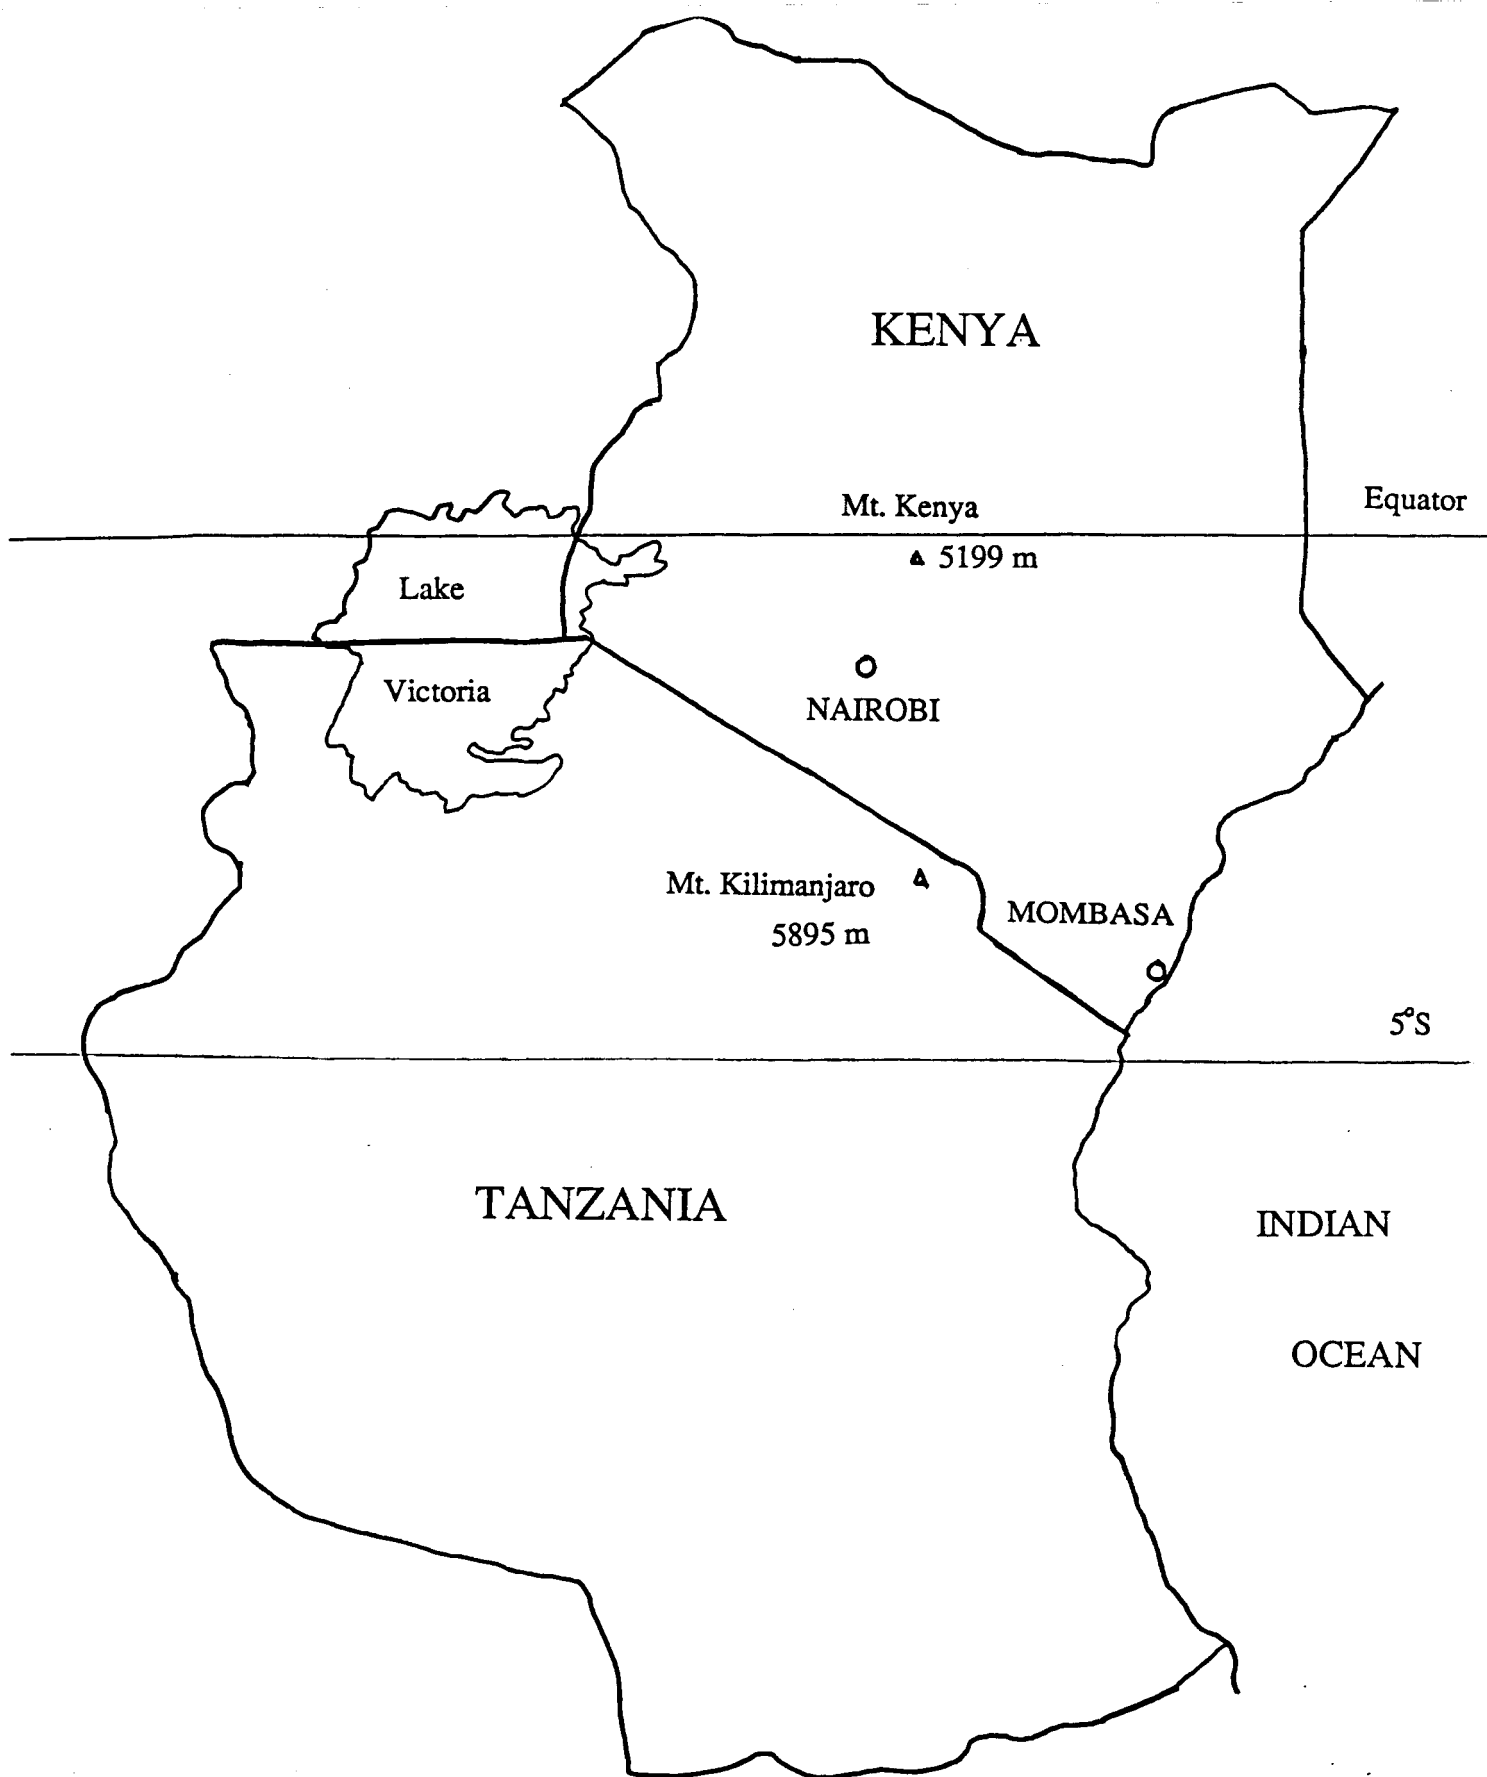 KENYA
Mt. Kenya
Equator
5199 m
Lake
Victoria
NAIROBI
Mt. Kilimanjaro
5895 m
MOMBASA
5°S
TANZANIA
INDIAN
OCEAN